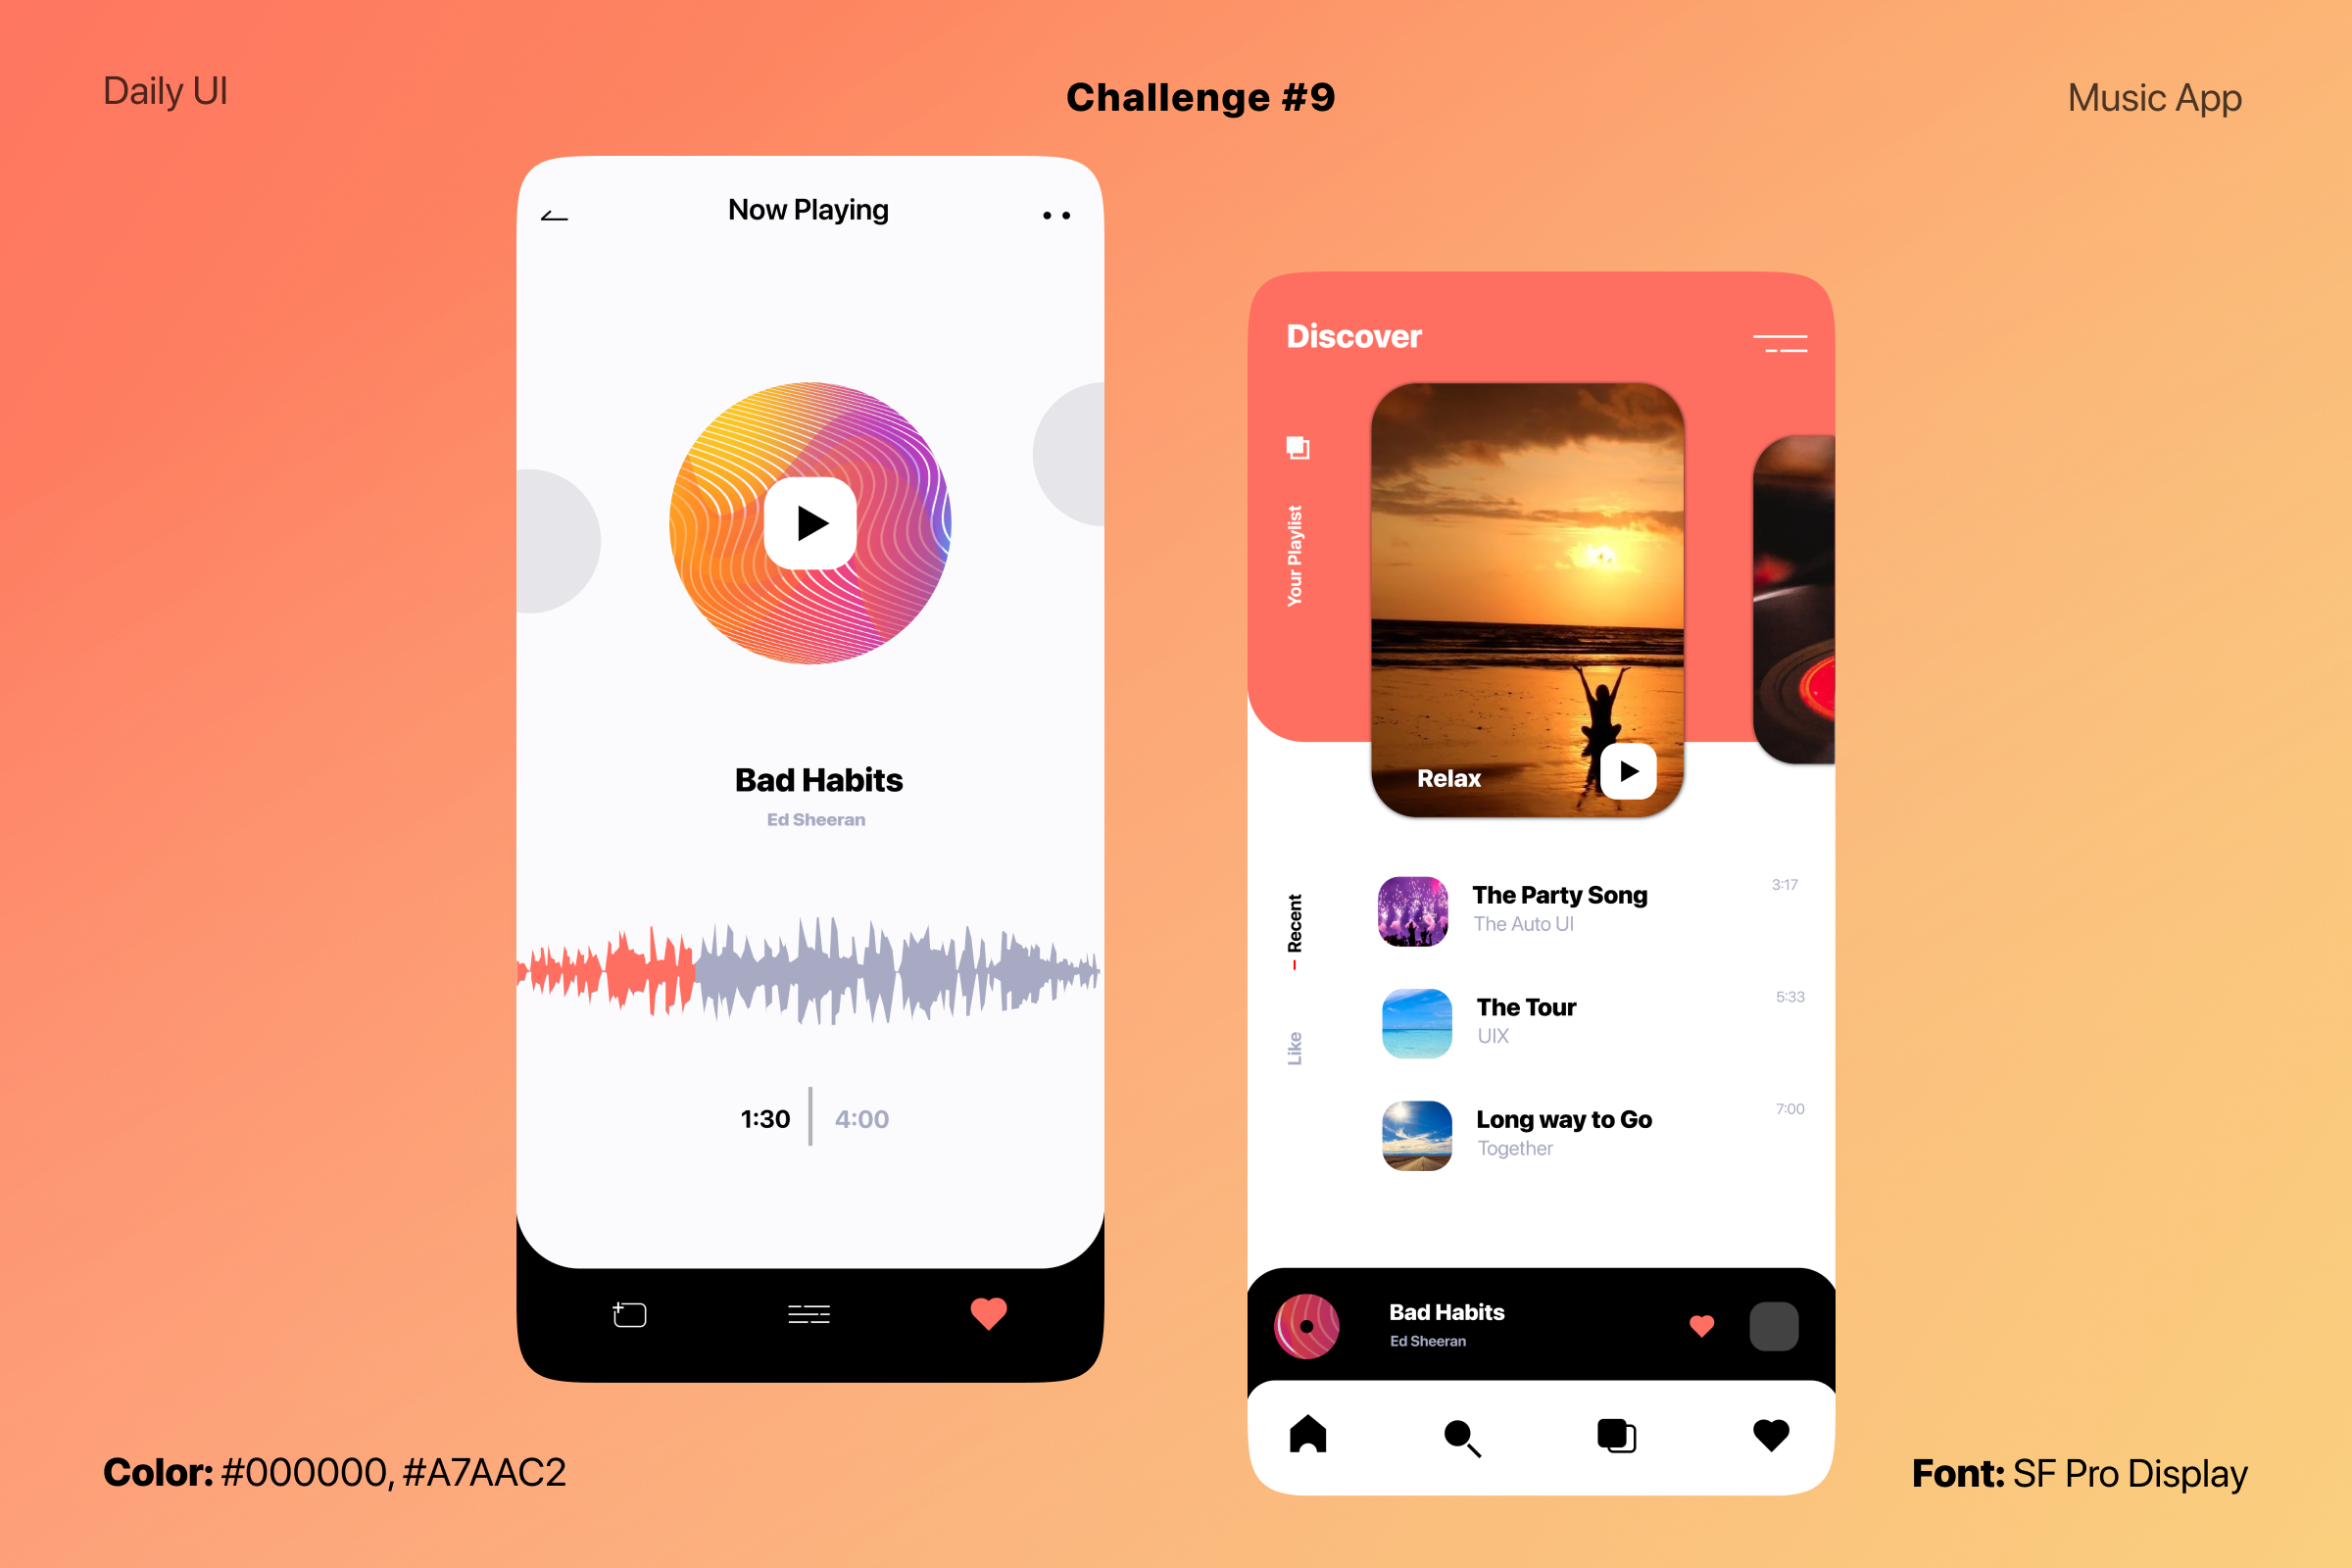 Daily UI
Challenge #9
Music App
Now Playing
Bad Habits
Ed Sheeran
1:30
4:00
Discover
Your Playlist
Relax
Recent
Like
The Party Song
The Auto UI
3:17
The Tour
UIX
5:33
Long way to Go
Together
7:00
Bad Habits
Ed Sheeran
Color: #000000, #A7AAC2
Font: SF Pro Display